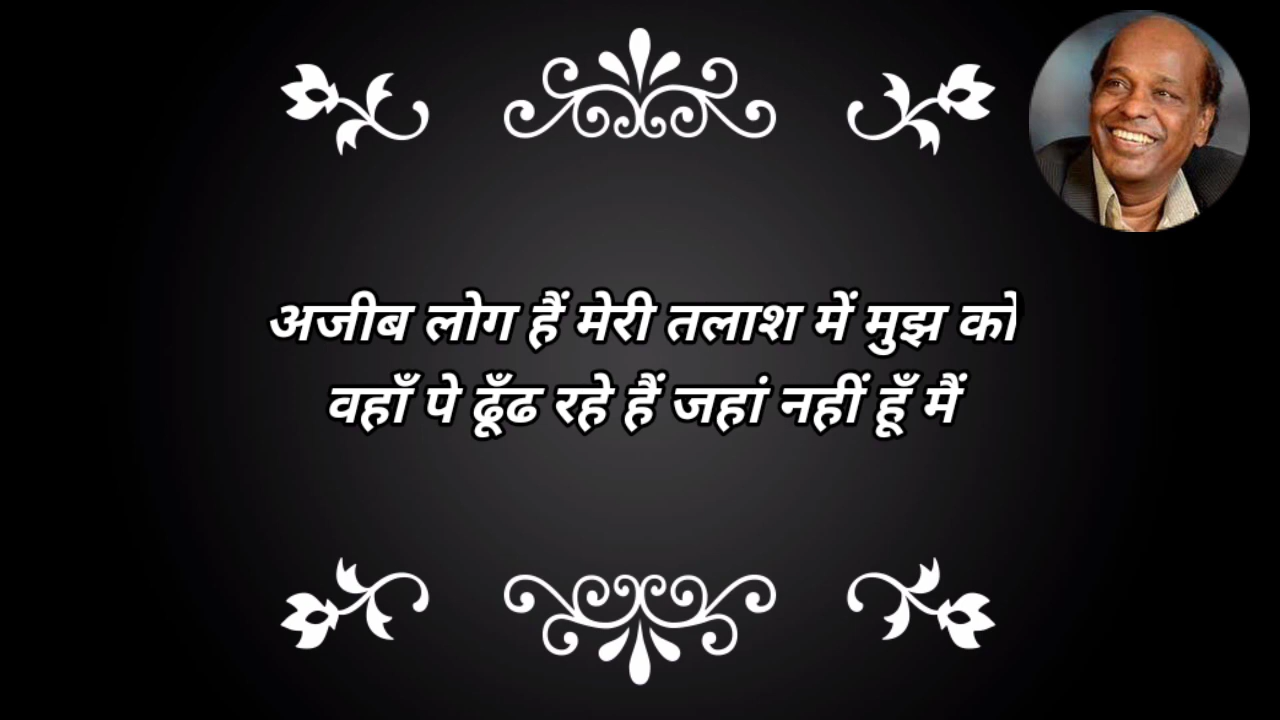 अजीब लोग हैं मेरी तलाश में मुझ को
वहाँ पे ढूँढ रहे हैं जहां नहीं हूँ मैं